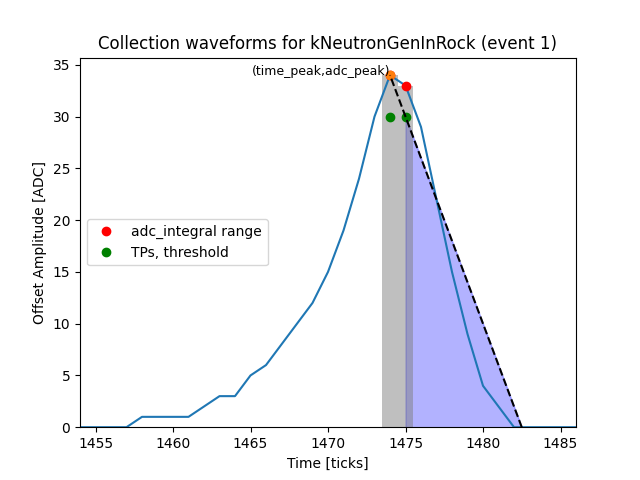 Collection waveforms for kNeutronGenInRock (event 1)
(time_peak,adc_peak)
35
30
25
20
15
10
5
0
Offset Amplitude [ADC]
adc_integral range
TPs, threshold
1455 1460 1465 1470 1475 1480 1485
Time [ticks]